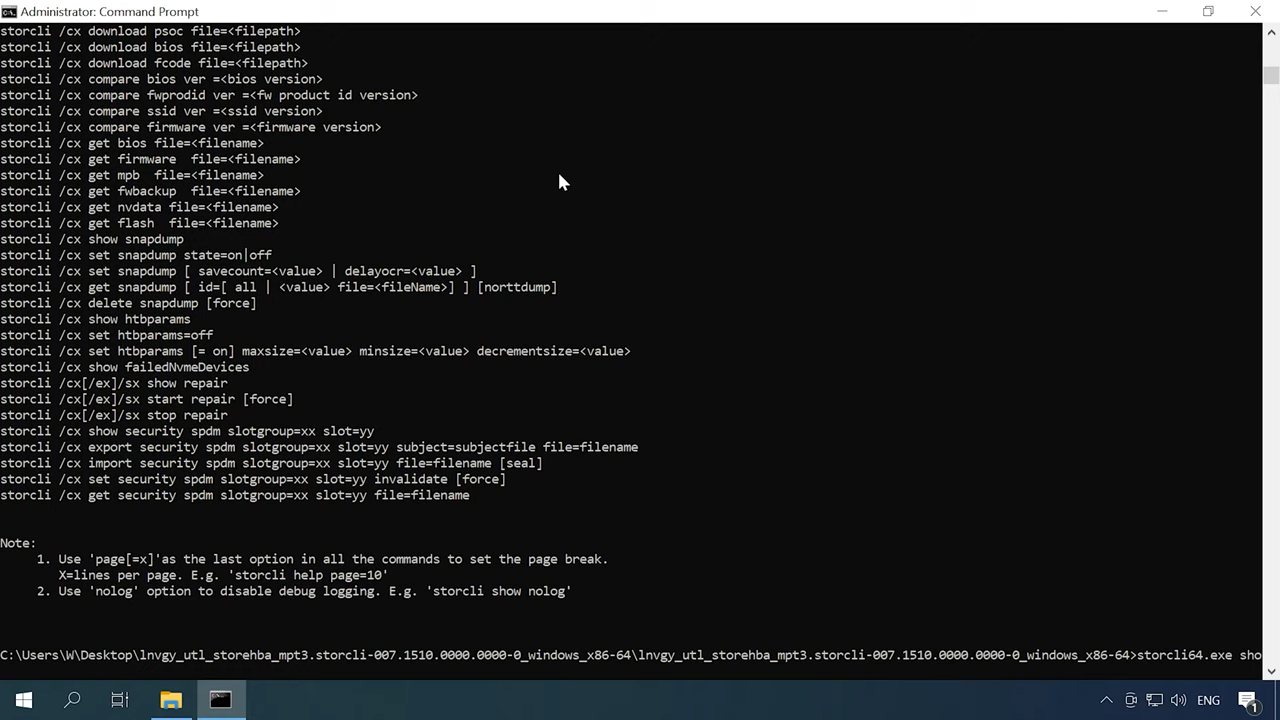 Administrator: Command Prompt
storcli /cx download psoc file=<filepath>
storcli /cx download bios file=<filepath>
storcli /cx download fcode file=<filepath>
storcli /cx compare bios ver =<bios version>
storcli /cx compare fwprodid ver =<fw product id version>
storcli /cx compare ssid ver =<ssid version>
storcli /cx compare firmware ver =<firmware version>
storcli /cx get bios file=<filename>
storcli /cx get firmware  file=<filename>
storcli /cx get mpb  file=<filename>
storcli /cx get fwbackup  file=<filename>
storcli /cx get nvdata file=<filename>
storcli /cx get flash  file=<filename>
storcli /cx show snapdump
storcli /cx set snapdump state=on|off
storcli /cx set snapdump [ savecount=<value> | delayocr=<value> ]
storcli /cx get snapdump [ id=[ all | <value> file=<fileName>] ] [norttdump]
storcli /cx delete snapdump [force]
storcli /cx show htbparams
storcli /cx set htbparams=off
storcli /cx set htbparams [= on] maxsize=<value> minsize=<value> decrementsize=<value>
storcli /cx show failedNvmeDevices
storcli /cx[/ex]/sx show repair
storcli /cx[/ex]/sx start repair [force]
storcli /cx[/ex]/sx stop repair
storcli /cx show security spdm slotgroup=xx slot=yy
storcli /cx export security spdm slotgroup=xx slot=yy subject=subjectfile file=filename
storcli /cx import security spdm slotgroup=xx slot=yy file=filename [seal]
storcli /cx set security spdm slotgroup=xx slot=yy invalidate [force]
storcli /cx get security spdm slotgroup=xx slot=yy file=filename
Note:
1. Use 'page[=x]'as the last option in all the commands to set the page break.
X=lines per page. E.g. 'storcli help page=10'
2. Use 'nolog' option to disable debug logging. E.g. 'storcli show nolog'
C:\Users\W\Desktop\lnvgy_utl_storehba_mpt3.storcli-007.1510.0000.0000-0_windows_x86-64\lnvgy_utl_storehba_mpt3.storcli-007.1510.0000.0000-0_windows_x86-64>storcli64.exe sho
ENG
1